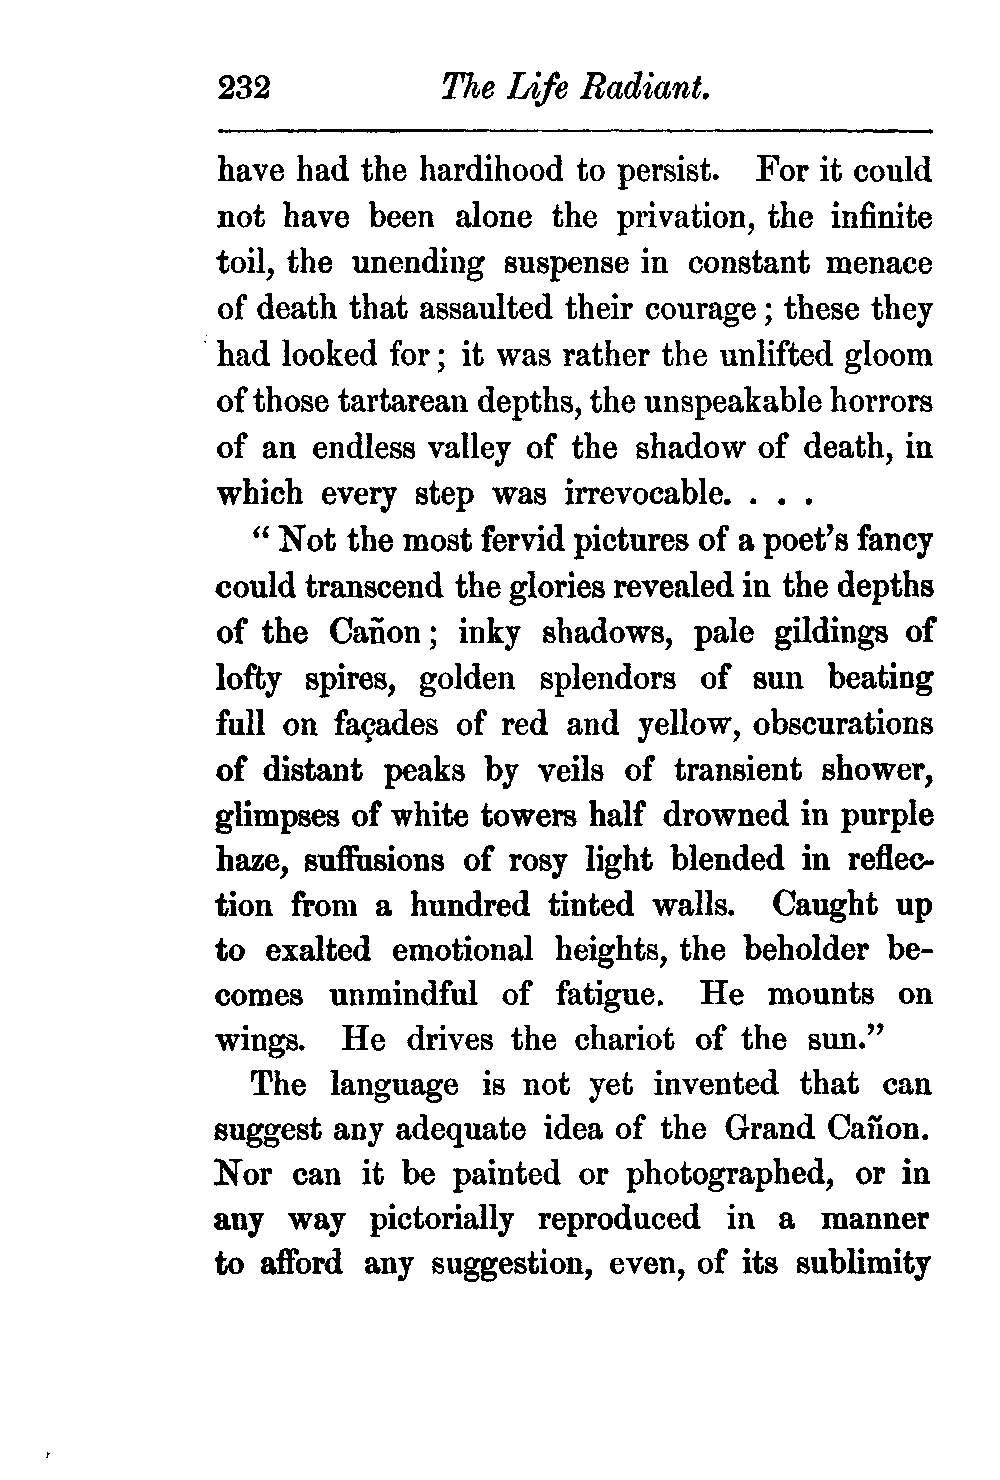 232 The Life Radiant.
have had the hardihood to persist. For it could
not have been alone the privation, the infinite
toil, the unending suspense in constant menace
of death that assaulted their courage ; these they
had looked for ; it was rather the unlifted gloom
of those tartarean depths, the unspeakable horrors
of an endless valley of the shadow of death, in
which every step was irrevocable. . . .
“ Not the most fervid pictures of a poet’s fancy
could transcend the glories revealed in the depths
of the Cañon ; inky shadows, pale gildings of
lofty spires, golden splendors of sun beating
full on façades of red and yellow, obscurations
of distant peaks by veils of transient shower,
glimpses of white towers half drowned in purple
haze, suffusions of rosy light blended in reflec-
tion from a hundred tinted walls. Caught up
to exalted emotional heights, the beholder be-
comes unmindful of fatigue. He mounts on
wings. He drives the chariot of the sun.”
The language is not yet invented that can
suggest any adequate idea of the Grand Cañon.
Nor can it be painted or photographed, or in
any way pictorially reproduced in a manner
to afford any suggestion, even, of its sublimity